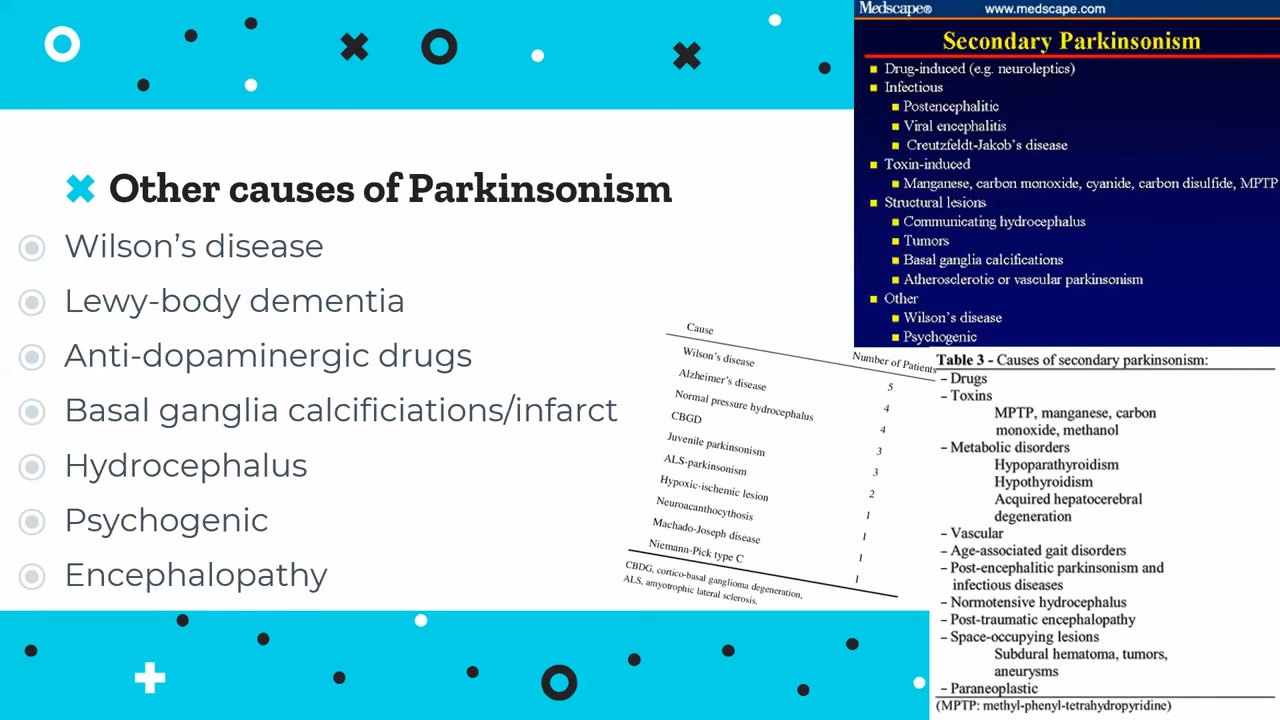 Other causes of Parkinsonism
Wilson's disease
Lewy-body dementia
Anti-dopaminergic drugs
Basal ganglia calcificiations/infarct
Hydrocephalus
Psychogenic
Encephalopathy
Medscape® www.medscape.com
Secondary Parkinsonism
Drug-induced (e.g. neuroleptics)
Infectious
Postencephalitic
Viral encephalitis
Creutzfeldt-Jakob's disease
Toxin-induced
Manganese, carbon monoxide, cyanide, carbon disulfide, MPTP
Structural lesions
Communicating hydrocephalus
Tumors
Basal ganglia calcifications
Atherosclerotic or vascular parkinsonism
Other
Wilson's disease
Psychogenic
Cause Number of Patients
Wilson's disease 5
Alzheimer's disease 4
Normal pressure hydrocephalus 4
CBGD 3
Juvenile parkinsonism 3
ALS-parkinsonism 2
Hypoxic-ischemic lesion 1
Neuroacanthocythosis 1
Machado-Joseph disease 1
Niemann-Pick type C 1
CBDG, cortico-basal ganglioma degeneration,
ALS, amyotrophic lateral sclerosis.
Table 3 - Causes of secondary parkinsonism:
– Drugs
– Toxins
MPTP, manganese, carbon
monoxide, methanol
– Metabolic disorders
Hypoparathyroidism
Hypothyroidism
Acquired hepatocerebral
degeneration
– Vascular
– Age-associated gait disorders
– Post-encephalitic parkinsonism and
infectious diseases
– Normotensive hydrocephalus
– Post-traumatic encephalopathy
– Space-occupying lesions
Subdural hematoma, tumors,
aneurysms
– Paraneoplastic
(MPTP: methyl-phenyl-tetrahydropyridine)